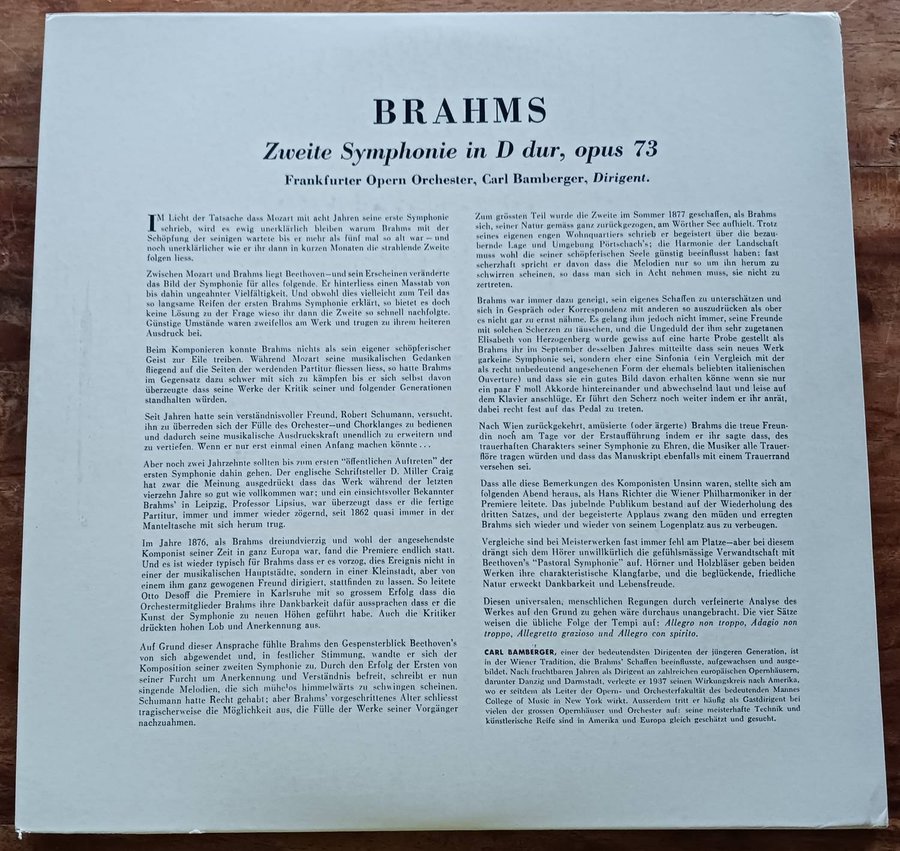 BRAHMS
Zweite Symphonie in D dur, opus 73
Frankfurter Opern Orchester, Carl Bamberger, Dirigent.
IM Licht der Tatsache dass Mozart mit acht Jahren seine erste Symphonie
schrieb, wird es ewig unerklärlich bleiben warum Brahms mit der
Schöpfung der seinigen wartete bis er mehr als fünf mal so alt war—und
noch unerklärlicher wie er ihr dann in kurzen Monaten die strahlende Zweite
folgen liess.
Zwischen Mozart und Brahms liegt Beethoven—und sein Erscheinen veränderte
das Bild der Symphonie für alles folgende. Er hinterliess einen Masstab von
bis dahin ungeahnter Vielfältigkeit. Und obwohl dies vielleicht zum Teil das
so langsame Reifen der ersten Brahms Symphonie erklärt, so bietet es doch
keine Lösung zu der Frage wieso ihr dann die Zweite so schnell nachfolgte.
Günstige Umstände waren zweifellos am Werk und trugen zu ihrem heiteren
Ausdruck bei.
Beim Komponieren konnte Brahms nichts als sein eigener schöpferischer
Geist zur Eile treiben. Während Mozart seine musikalischen Gedanken
fliegend auf die Seiten der werdenden Partitur fliessen liess, so hatte Brahms
im Gegensatz dazu schwer mit sich zu kämpfen bis er sich selbst davon
überzeugte dass seine Werke der Kritik seiner und folgender Generationen
standhalten würden.
Seit Jahren hatte sein verständnisvoller Freund, Robert Schumann, versucht,
ihn zu überreden sich der Fülle des Orchester—und Chorklanges zu bedienen
und dadurch seine musikalische Ausdruckskraft unendlich zu erweitern und
zu vertiefen. Wenn er nur erst einmal einen Anfang machen könnte . . .
Aber noch zwei Jahrzehnte sollten bis zum ersten "öffentlichen Auftreten" der
ersten Symphonie dahin gehen. Der englische Schriftsteller D. Miller Craig
hat zwar die Meinung ausgedrückt dass das Werk während der letzten
vierzehn Jahre so gut wie vollkommen war; und ein einsichtsvoller Bekannter
Brahms' in Leipzig, Professor Lipsius, war überzeugt dass er die fertige
Partitur, immer und immer wieder zögernd, seit 1862 quasi immer in der
Manteltasche mit sich herum trug.
Im Jahre 1876, als Brahms dreiundvierzig und wohl der angesehendste
Komponist seiner Zeit in ganz Europa war, fand die Premiere endlich statt.
Und es ist wieder typisch für Brahms dass er es vorzog, dies Ereignis nicht in
einer der musikalischen Hauptstädte, sondern in einer Kleinstadt, aber von
einem ihm ganz gewogenen Freund dirigiert, stattfinden zu lassen. So leitete
Otto Desoff die Premiere in Karlsruhe mit so grossem Erfolg dass die
Orchestermitglieder Brahms ihre Dankbarkeit dafür aussprachen dass er die
Kunst der Symphonie zu neuen Höhen geführt habe. Auch die Kritiker
drückten hohen Lob und Anerkennung aus.
Auf Grund dieser Ansprache fühlte Brahms den Gespensterblick Beethoven's
von sich abgewendet und, in festlicher Stimmung, wandte er sich der
Komposition seiner zweiten Symphonie zu. Durch den Erfolg der Ersten von
seiner Furcht um Anerkennung und Verständnis befreit, schreibt er nun
singende Melodien, die sich mühelos himmelwärts zu schwingen scheinen.
Schumann hatte Recht gehabt; aber Brahms' vorgeschrittenes Alter schliesst
tragischerweise die Möglichkeit aus, die Fülle der Werke seiner Vorgänger
nachzuahmen.
Zum grössten Teil wurde die Zweite im Sommer 1877 geschaffen, als Brahms
sich, seiner Natur gemäss ganz zurückgezogen, am Wörther See aufhielt. Trotz
seines eigenen engen Wohnquartiers schrieb er begeistert über die bezau-
bernde Lage und Umgebung Pörtschach's; die Harmonie der Landschaft
muss wohl die seiner schöpferischen Seele günstig beeinflusst haben; fast
scherzhaft spricht er davon dass die Melodien nur so um ihn herum zu
schwirren scheinen, so dass man sich in Acht nehmen muss, sie nicht zu
zertreten.
Brahms war immer dazu geneigt, sein eigenes Schaffen zu unterschätzen und
sich in Gespräch oder Korrespondenz mit anderen so auszudrücken als ober
es nicht gar zu ernst nähme. Es gelang ihm jedoch nicht immer, seine Freunde
mit solchen Scherzen zu täuschen, und die Ungeduld der ihm sehr zugetanen
Elisabeth von Herzogenberg wurde gewiss auf eine harte Probe gestellt als
Brahms ihr im September desselben Jahres mitteilte dass sein neues Werk
garkeine Symphonie sei, sondern eher eine Sinfonia (ein Vergleich mit der
als recht unbedeutend angesehenen Form der ehemals beliebten italienischen
Ouverture) und dass sie ein gutes Bild davon erhalten könne wenn sie nur
ein paar F moll Akkorde hintereinander und abwechselnd laut und leise auf
dem Klavier anschlüge. Er führt den Scherz noch weiter indem er ihr anrät,
dabei recht fest auf das Pedal zu treten.
Nach Wien zurückgekehrt, amüsierte (oder ärgerte) Brahms die treue Freun-
din noch am Tage vor der Erstaufführung indem er ihr sagte dass, des
trauerhaften Charakters seiner Symphonie zu Ehren, die Musiker alle Trauer-
flöre tragen würden und dass das Manuskript ebenfalls mit einem Trauerrand
versehen sei.
Dass alle diese Bemerkungen des Komponisten Unsinn waren, stellte sich am
folgenden Abend heraus, als Hans Richter die Wiener Philharmoniker in der
Premiere leitete. Das jubelnde Publikum bestand auf der Wiederholung des
dritten Satzes, und der begeisterte Applaus zwang den müden und erregten
Brahms sich wieder und wieder von seinem Logenplatz aus zu verbeugen.
Vergleiche sind bei Meisterwerken fast immer fehl am Platze—aber bei diesem
drängt sich dem Hörer unwillkürlich die gefühlsmässige Verwandtschaft mit
Beethoven's "Pastoral Symphonie" auf. Hörner und Holzbläser geben beiden
Werken ihre charakteristische Klangfarbe, und die beglückende, friedliche
Natur erweckt Dankbarkeit und Lebensfreude.
Diesen universalen, menschlichen Regungen durch verfeinerte Analyse des
Werkes auf den Grund zu gehen wäre durchaus unangebracht. Die vier Sätze
weisen die übliche Folge der Tempi auf: Allegro non troppo, Adagio non
troppo, Allegretto grazioso und Allegro con spirito.
CARL BAMBERGER, einer der bedeutendsten Dirigenten der jüngeren Generation, ist
in der Wiener Tradition, die Brahms' Schaffen beeinflusste, aufgewachsen und ausge-
bildet. Nach fruchtbaren Jahren als Dirigent an zahlreichen europäischen Opernhäusern,
darunter Danzig und Darmstadt, verlegte er 1937 seinen Wirkungskreis nach Amerika,
wo er seitdem als Leiter der Opern- und Orchesterfakultät des bedeutenden Mannes
College of Music in New York wirkt. Ausserdem tritt er häufig als Gastdirigent bei
vielen der grossen Opernhäuser und Orchester auf: seine meisterhafte Technik und
künstlerische Reife sind in Amerika und Europa gleich geschätzt und gesucht.